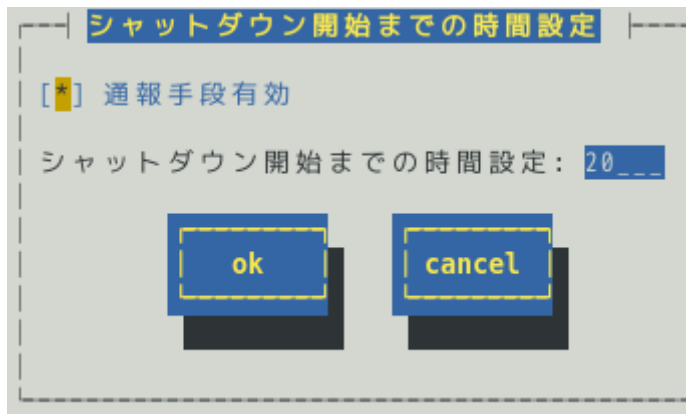 シャットダウン開始までの時間設定
[*] 通報手段有効
シャットダウン開始までの時間設定: 20___
ok cancel